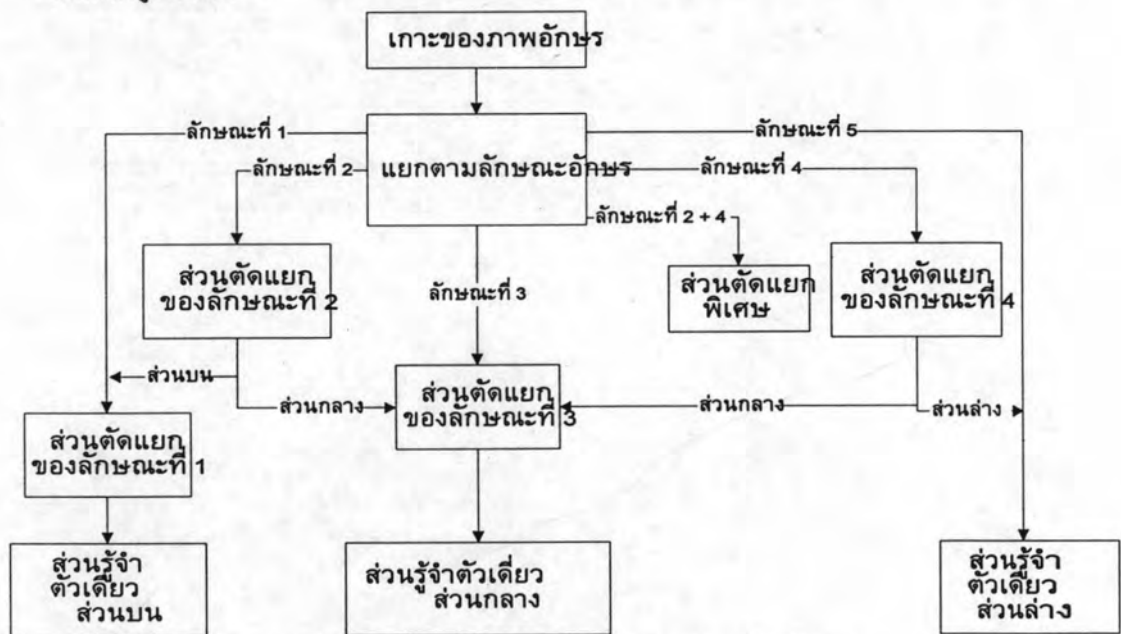 เกาะของภาพอักษร
ลักษณะที่ 1
ลักษณะที่ 5
แยกตามลักษณะอักษร
ลักษณะที่ 2
ลักษณะที่ 4
ลักษณะที่ 2 + 4
ส่วนตัดแยก
ของลักษณะที่ 2
ลักษณะที่ 3
ส่วนตัดแยก
พิเศษ
ส่วนตัดแยก
ของลักษณะที่ 4
ส่วนบน
ส่วนกลาง
ส่วนตัดแยก
ของลักษณะที่ 3
ส่วนกลาง
ส่วนล่าง
ส่วนตัดแยก
ของลักษณะที่ 1
ส่วนรู้จำ
ตัวเดี่ยว
ส่วนบน
ส่วนรู้จำตัวเดี่ยว
ส่วนกลาง
ส่วนรู้จำ
ตัวเดี่ยว
ส่วนล่าง